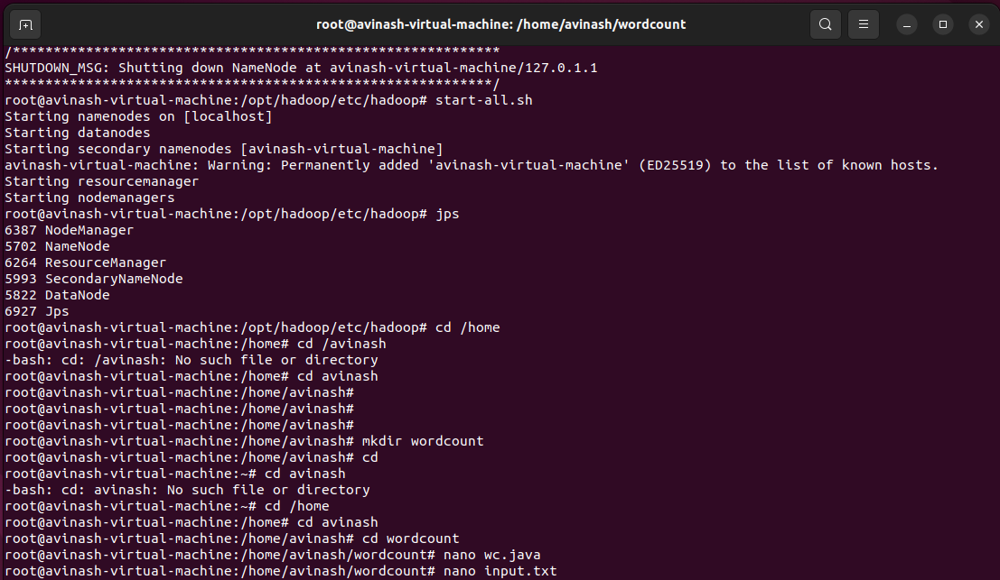 root@avinash-virtual-machine: /home/avinash/wordcount
/************************************************************
SHUTDOWN_MSG: Shutting down NameNode at avinash-virtual-machine/127.0.1.1
************************************************************/
root@avinash-virtual-machine:/opt/hadoop/etc/hadoop# start-all.sh
Starting namenodes on [localhost]
Starting datanodes
Starting secondary namenodes [avinash-virtual-machine]
avinash-virtual-machine: Warning: Permanently added 'avinash-virtual-machine' (ED25519) to the list of known hosts.
Starting resourcemanager
Starting nodemanagers
root@avinash-virtual-machine:/opt/hadoop/etc/hadoop# jps
6387 NodeManager
5702 NameNode
6264 ResourceManager
5993 SecondaryNameNode
5822 DataNode
6927 Jps
root@avinash-virtual-machine:/opt/hadoop/etc/hadoop# cd /home
root@avinash-virtual-machine:/home# cd /avinash
-bash: cd: /avinash: No such file or directory
root@avinash-virtual-machine:/home# cd avinash
root@avinash-virtual-machine:/home/avinash#
root@avinash-virtual-machine:/home/avinash#
root@avinash-virtual-machine:/home/avinash#
root@avinash-virtual-machine:/home/avinash# mkdir wordcount
root@avinash-virtual-machine:/home/avinash# cd
root@avinash-virtual-machine:~# cd avinash
-bash: cd: avinash: No such file or directory
root@avinash-virtual-machine:~# cd /home
root@avinash-virtual-machine:/home# cd avinash
root@avinash-virtual-machine:/home/avinash# cd wordcount
root@avinash-virtual-machine:/home/avinash/wordcount# nano wc.java
root@avinash-virtual-machine:/home/avinash/wordcount# nano input.txt